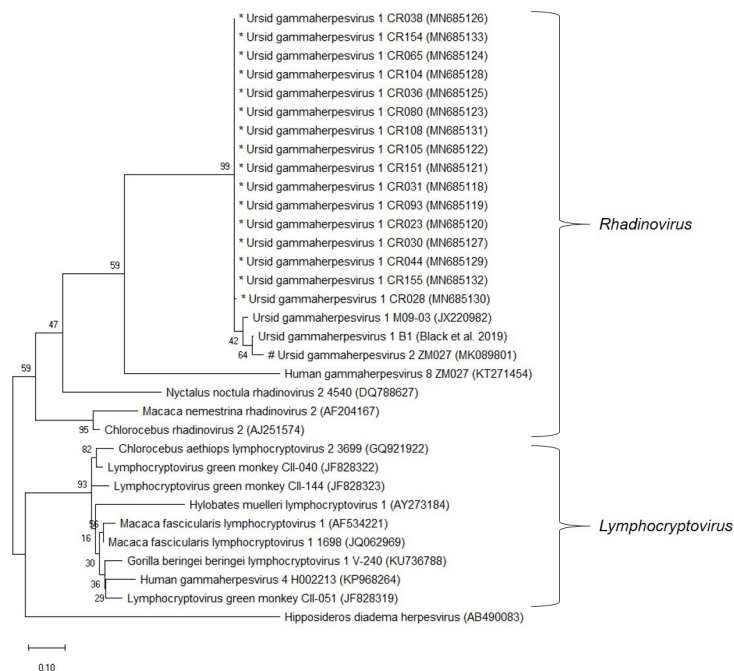 * Ursid gammaherpesvirus 1 CR038 (MN685126)
* Ursid gammaherpesvirus 1 CR154 (MN685133)
* Ursid gammaherpesvirus 1 CR065 (MN685124)
* Ursid gammaherpesvirus 1 CR104 (MN685128)
* Ursid gammaherpesvirus 1 CR036 (MN685125)
* Ursid gammaherpesvirus 1 CR080 (MN685123)
* Ursid gammaherpesvirus 1 CR108 (MN685131)
* Ursid gammaherpesvirus 1 CR105 (MN685122)
99 * Ursid gammaherpesvirus 1 CR151 (MN685121)
* Ursid gammaherpesvirus 1 CR031 (MN685118)
* Ursid gammaherpesvirus 1 CR093 (MN685119)
* Ursid gammaherpesvirus 1 CR023 (MN685120) Rhadinovirus
* Ursid gammaherpesvirus 1 CR030 (MN685127)
59 * Ursid gammaherpesvirus 1 CR044 (MN685129)
* Ursid gammaherpesvirus 1 CR155 (MN685132)
* Ursid gammaherpesvirus 1 CR028 (MN685130)
47 Ursid gammaherpesvirus 1 M09-03 (JX220982)
42 Ursid gammaherpesvirus 1 B1 (Black et al. 2019)
64 # Ursid gammaherpesvirus 2 ZM027 (MK089801)
59 Human gammaherpesvirus 8 ZM027 (KT271454)
Nyctalus noctula rhadinovirus 2 4540 (DQ788627)
Macaca nemestrina rhadinovirus 2 (AF204167)
95 Chlorocebus rhadinovirus 2 (AJ251574)
82 Chlorocebus aethiops lymphocryptovirus 2 3699 (GQ921922)
Lymphocryptovirus green monkey CII-040 (JF828322)
93 Lymphocryptovirus green monkey CII-144 (JF828323)
Hylobates muelleri lymphocryptovirus 1 (AY273184)
56 Macaca fascicularis lymphocryptovirus 1 (AF534221) Lymphocryptovirus
16 Macaca fascicularis lymphocryptovirus 1 1698 (JQ062969)
30 Gorilla beringei beringei lymphocryptovirus 1 V-240 (KU736788)
36 Human gammaherpesvirus 4 H002213 (KP968264)
29 Lymphocryptovirus green monkey CII-051 (JF828319)
Hipposideros diadema herpesvirus (AB490083)
0.10